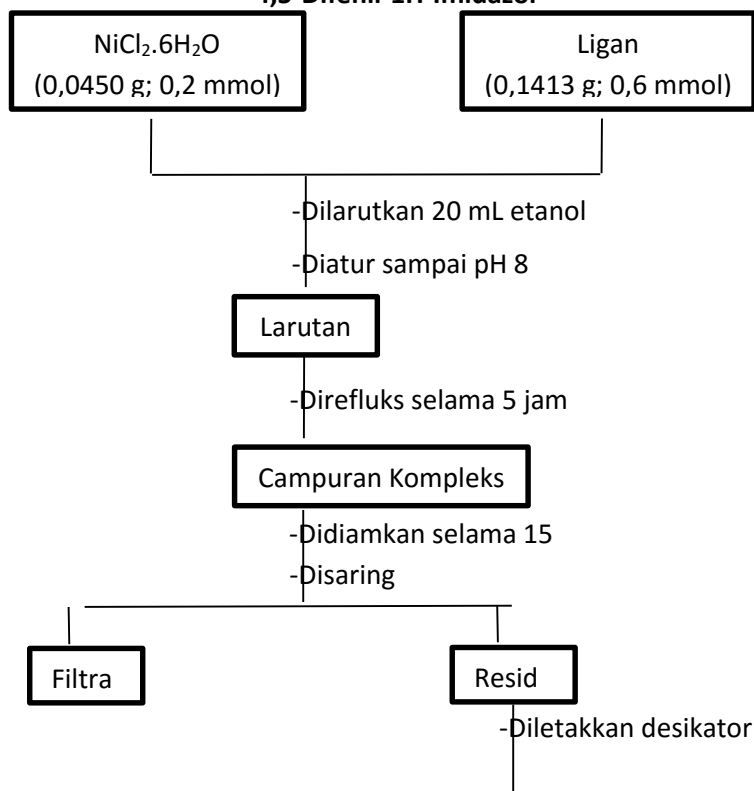 4,5-Difenil-1H-Imidazol
NiCl₂.6H₂O
(0,0450 g; 0,2 mmol)
Ligan
(0,1413 g; 0,6 mmol)
-Dilarutkan 20 mL etanol
-Diatur sampai pH 8
Larutan
-Direfluks selama 5 jam
Campuran Kompleks
-Didiamkan selama 15
-Disaring
Filtra
Resid
-Diletakkan desikator